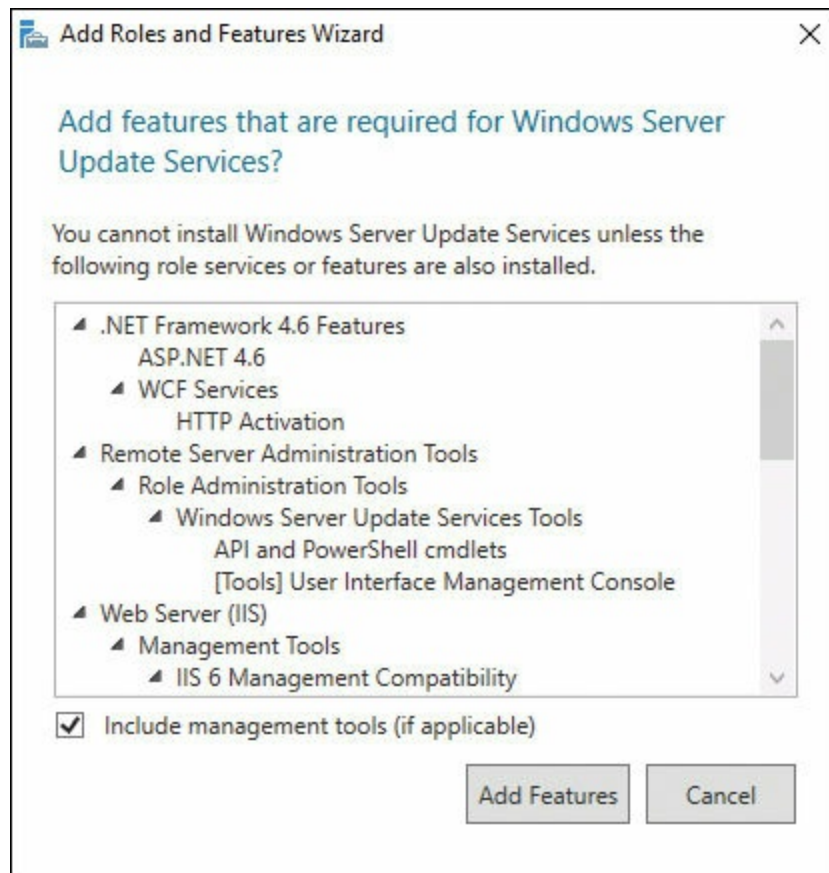 Add Roles and Features Wizard
Add features that are required for Windows Server
Update Services?
You cannot install Windows Server Update Services unless the
following role services or features are also installed.
.NET Framework 4.6 Features
ASP.NET 4.6
WCF Services
HTTP Activation
Remote Server Administration Tools
Role Administration Tools
Windows Server Update Services Tools
API and PowerShell cmdlets
[Tools] User Interface Management Console
Web Server (IIS)
Management Tools
IIS 6 Management Compatibility
Include management tools (if applicable)
Add Features Cancel